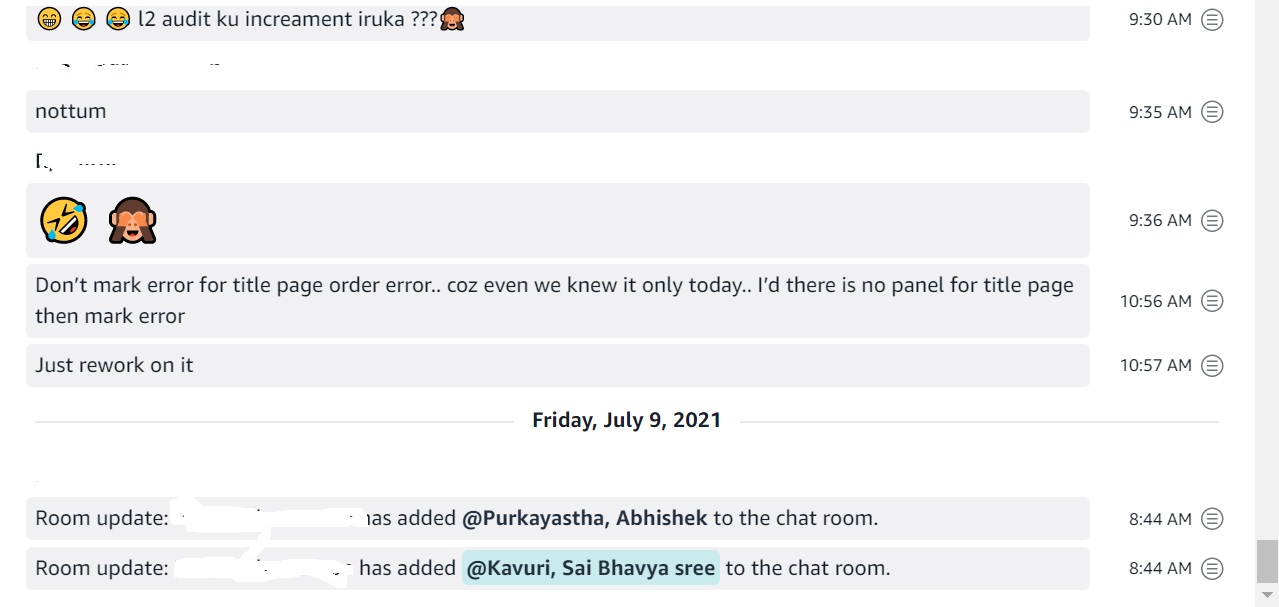 😁 😂 😂 l2 audit ku increament iruka ???🙈
9:30 AM
nottum
9:35 AM
🤣 🙈
9:36 AM
Don’t mark error for title page order error.. coz even we knew it only today.. I’d there is no panel for title page
then mark error
10:56 AM
Just rework on it
10:57 AM
Friday, July 9, 2021
Room update: has added @Purkayastha, Abhishek to the chat room.
8:44 AM
Room update: has added @Kavuri, Sai Bhavya sree to the chat room.
8:44 AM